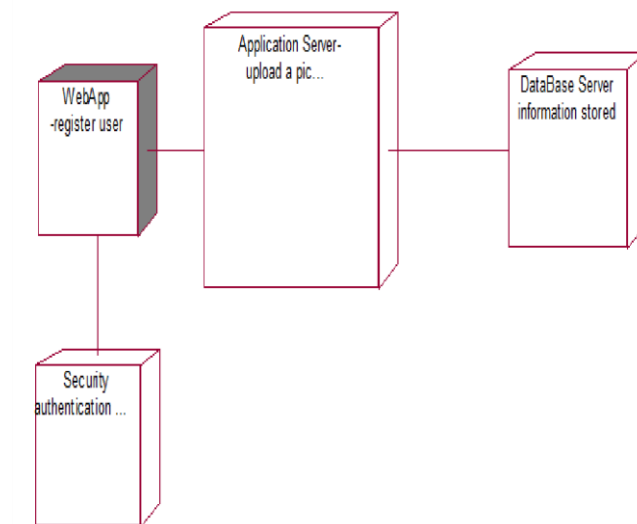 WebApp
-register user
Application Server-
upload a pic...
DataBase Server
information stored
Security
authentication ...